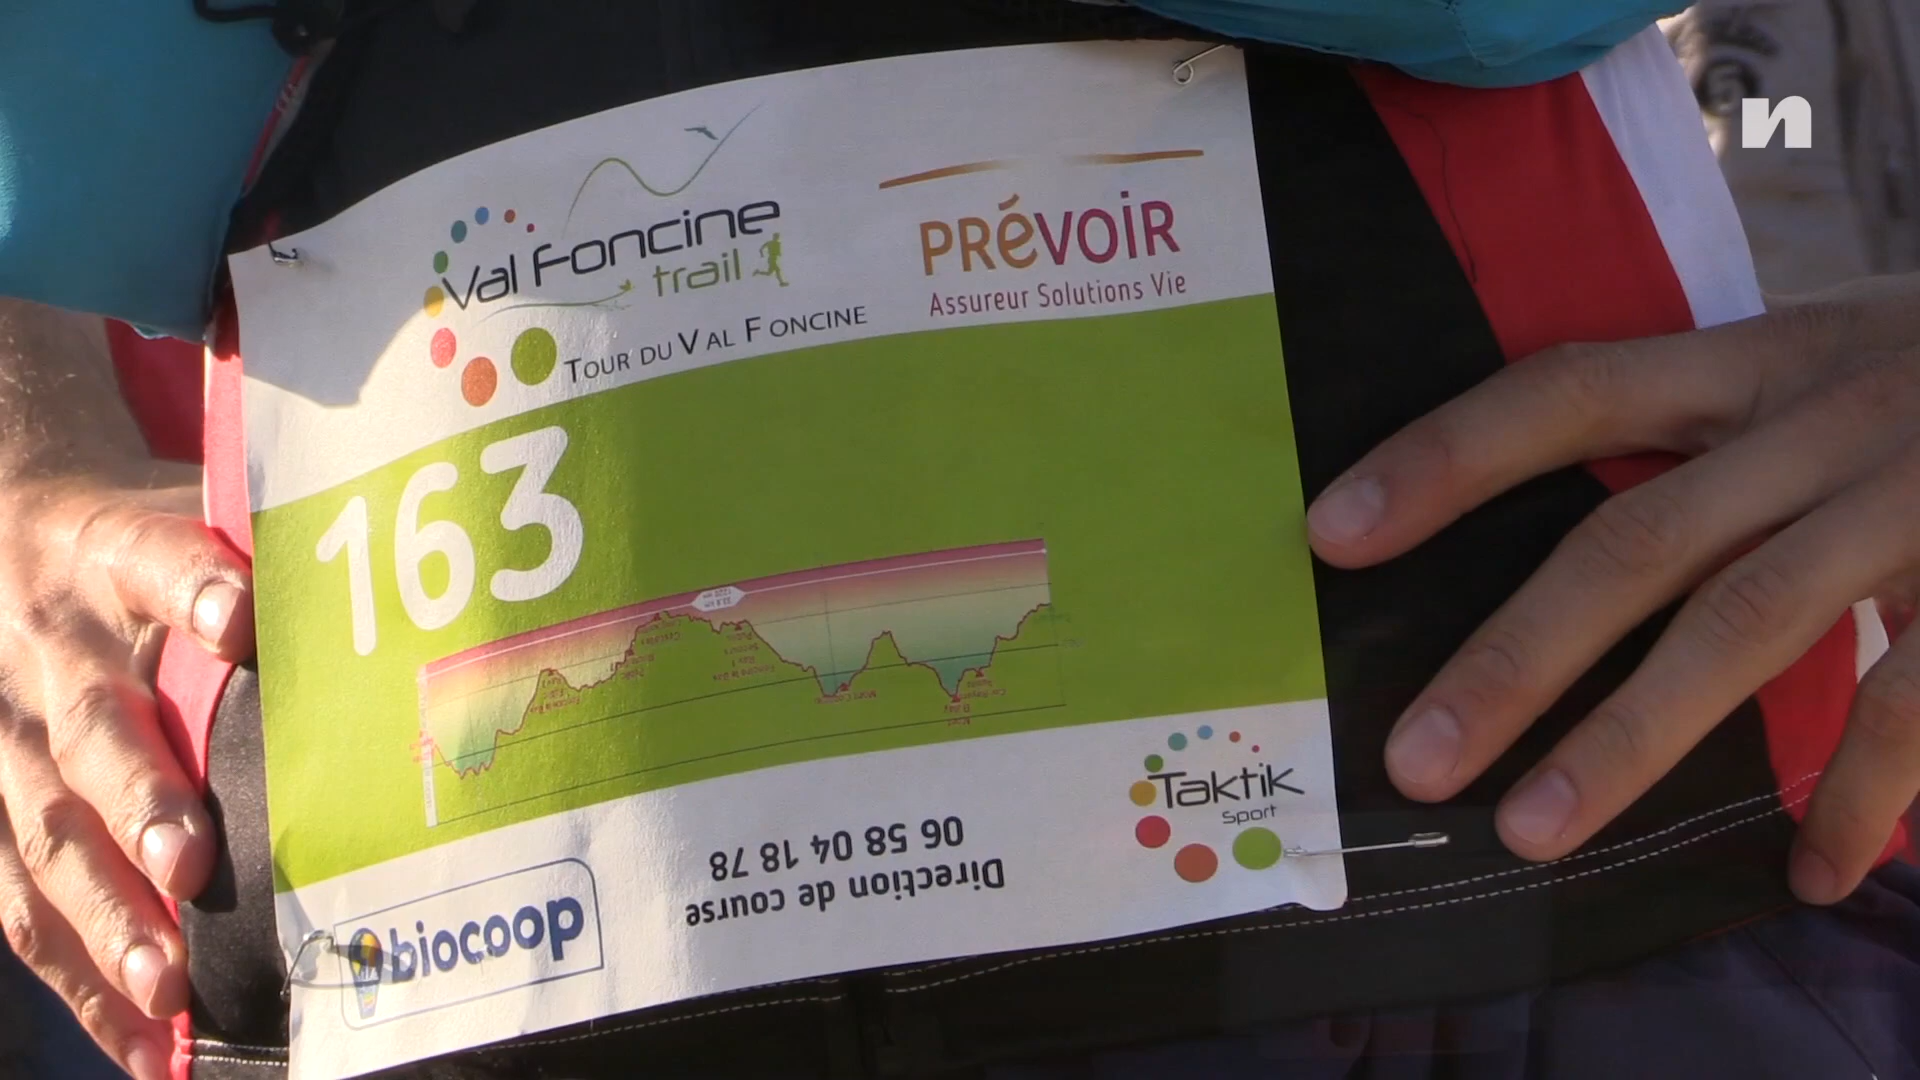 n
Val Foncine
trail
TOUR DU VAL FONCINE
PRÉVOIR
Assureur Solutions Vie
163
Taktik
Sport
Direction de course
06 58 04 18 78
biocoop